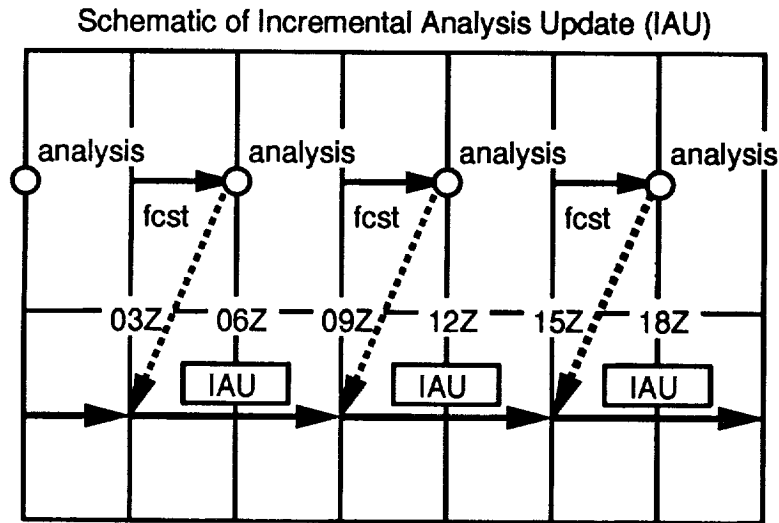 Schematic of Incremental Analysis Update (IAU)
analysis analysis analysis analysis
fcst fcst fcst
03Z 06Z 09Z 12Z 15Z 18Z
IAU IAU IAU